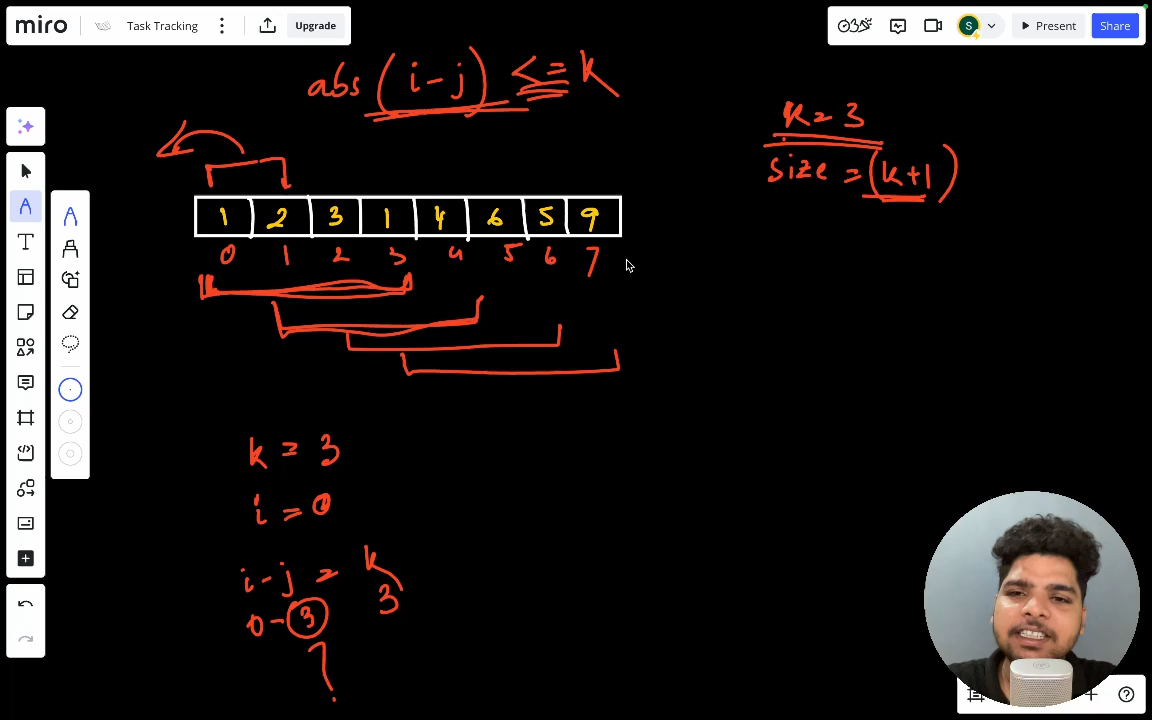 miro Task Tracking Upgrade
S Present Share
abs (i-j) <= k
k = 3
size = (k+1)
1 2 3 1 4 6 5 9
0 1 2 3 4 5 6 7
k = 3
i = 0
i-j = k
0-3 3
?